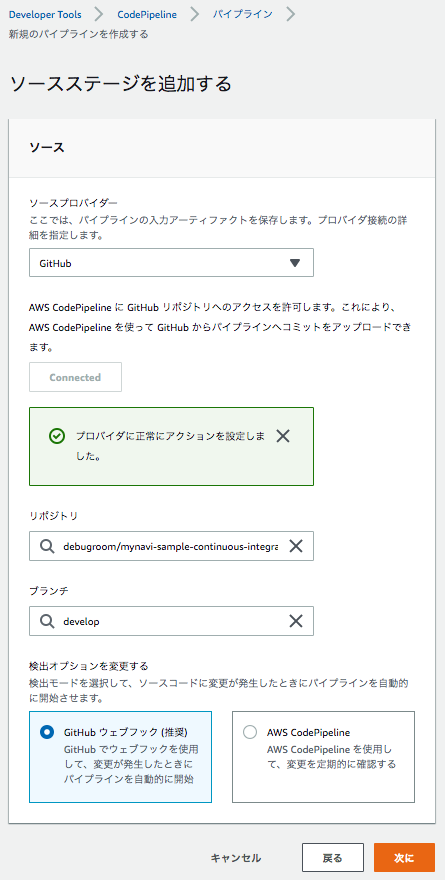 Developer Tools > CodePipeline > パイプライン >
新規のパイプラインを作成する
ソースステージを追加する
ソース
ソースプロバイダー
ここでは、パイプラインの入力アーティファクトを保存します。プロバイダ接続の詳
細を指定します。
GitHub
AWS CodePipeline に GitHub リポジトリへのアクセスを許可します。これにより、
AWS CodePipeline を使って GitHub からパイプラインへコミットをアップロードでき
ます。
Connected
プロバイダに正常にアクションを設定しま
した。
リポジトリ
debugroom/mynavi-sample-continuous-integra
ブランチ
develop
検出オプションを変更する
検出モードを選択して、ソースコードに変更が発生したときにパイプラインを自動的
に開始させます。
GitHub ウェブフック (推奨)
GitHub でウェブフックを使用
して、変更が発生したときに
パイプラインを自動的に開始
AWS CodePipeline
AWS CodePipeline を使用し
て、変更を定期的に確認する
キャンセル
戻る
次に